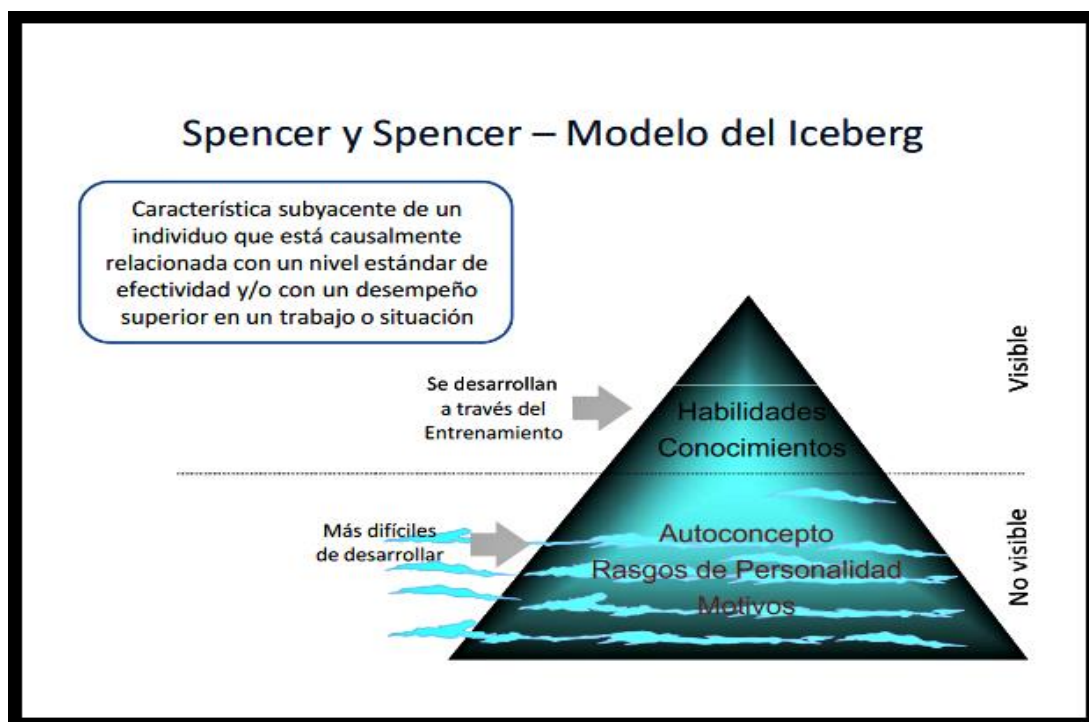 Spencer y Spencer – Modelo del Iceberg
Característica subyacente de un
individuo que está causalmente
relacionada con un nivel estándar de
efectividad y/o con un desempeño
superior en un trabajo o situación
Se desarrollan
a través del
Entrenamiento
Habilidades
Conocimientos
Visible
Más difíciles
de desarrollar
Autoconcepto
Rasgos de Personalidad
Motivos
No visible